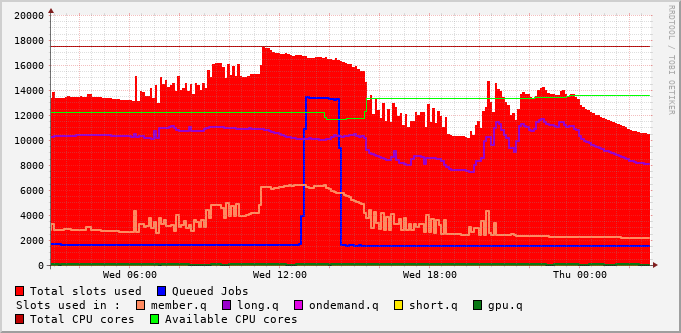 20000
18000
16000
14000
12000
10000
8000
6000
4000
2000
0
Wed 06:00 Wed 12:00 Wed 18:00 Thu 00:00
RRDTOOL / TOBI OETIKER
Total slots used Queued Jobs
Slots used in : member.q long.q ondemand.q short.q gpu.q
Total CPU cores Available CPU cores